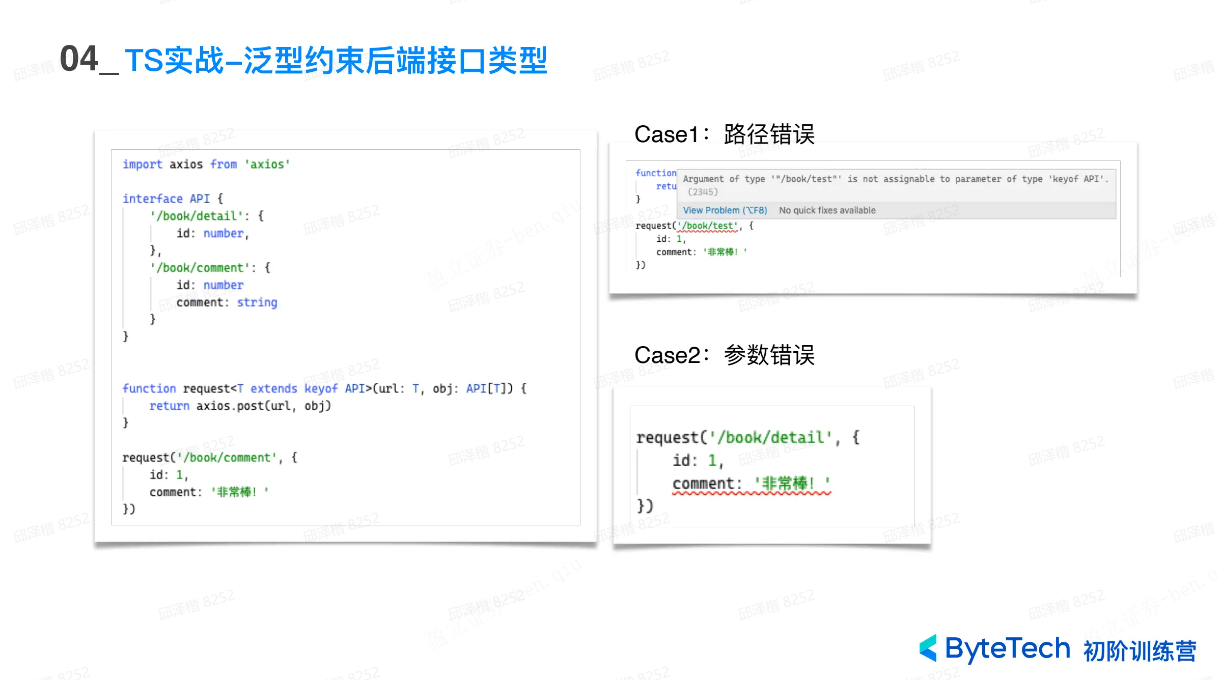 04_TS实战–泛型约束后端接口类型
import axios from 'axios'
interface API {
'/book/detail': {
id: number,
},
'/book/comment': {
id: number
comment: string
}
}
function request<T extends keyof API>(url: T, obj: API[T]) {
return axios.post(url, obj)
}
request('/book/comment', {
id: 1,
comment: '非常棒！'
})
Case1：路径错误
function
retu
}
Argument of type '"/book/test"' is not assignable to parameter of type 'keyof API'.
(2345)
View Problem (⌥F8) No quick fixes available
request('/book/test', {
id: 1,
comment: '非常棒！'
})
Case2：参数错误
request('/book/detail', {
id: 1,
comment: '非常棒！'
})
ByteTech 初阶训练营
邱泽楷 8252